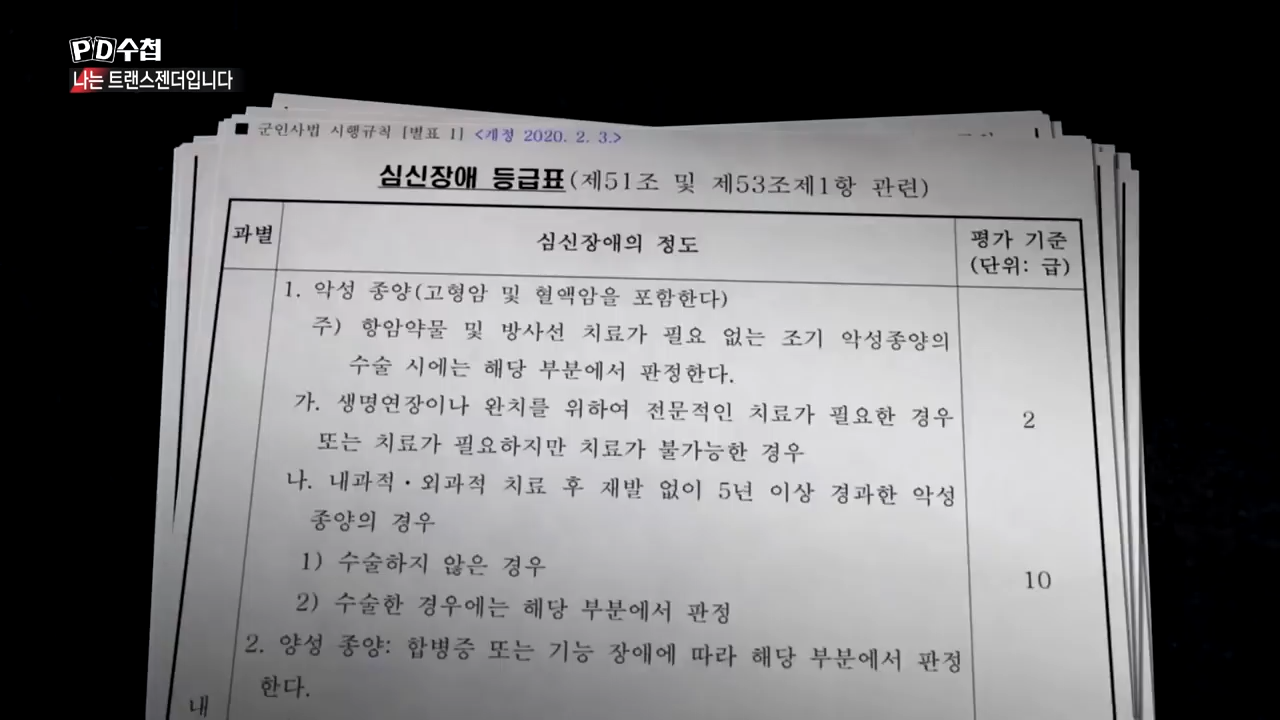 PD수첩
나는 트랜스젠더입니다
■ 군인사법 시행규칙 [별표 1] <개정 2020. 2. 3.>
심신장애 등급표(제51조 및 제53조제1항 관련)
과별
심신장애의 정도
평가 기준
(단위: 급)
1. 악성 종양(고형암 및 혈액암을 포함한다)
주) 항암약물 및 방사선 치료가 필요 없는 조기 악성종양의
수술 시에는 해당 부분에서 판정한다.
가. 생명연장이나 완치를 위하여 전문적인 치료가 필요한 경우
또는 치료가 필요하지만 치료가 불가능한 경우
2
나. 내과적·외과적 치료 후 재발 없이 5년 이상 경과한 악성
종양의 경우
1) 수술하지 않은 경우
10
2) 수술한 경우에는 해당 부분에서 판정
2. 양성 종양: 합병증 또는 기능 장애에 따라 해당 부분에서 판정
한다.
내